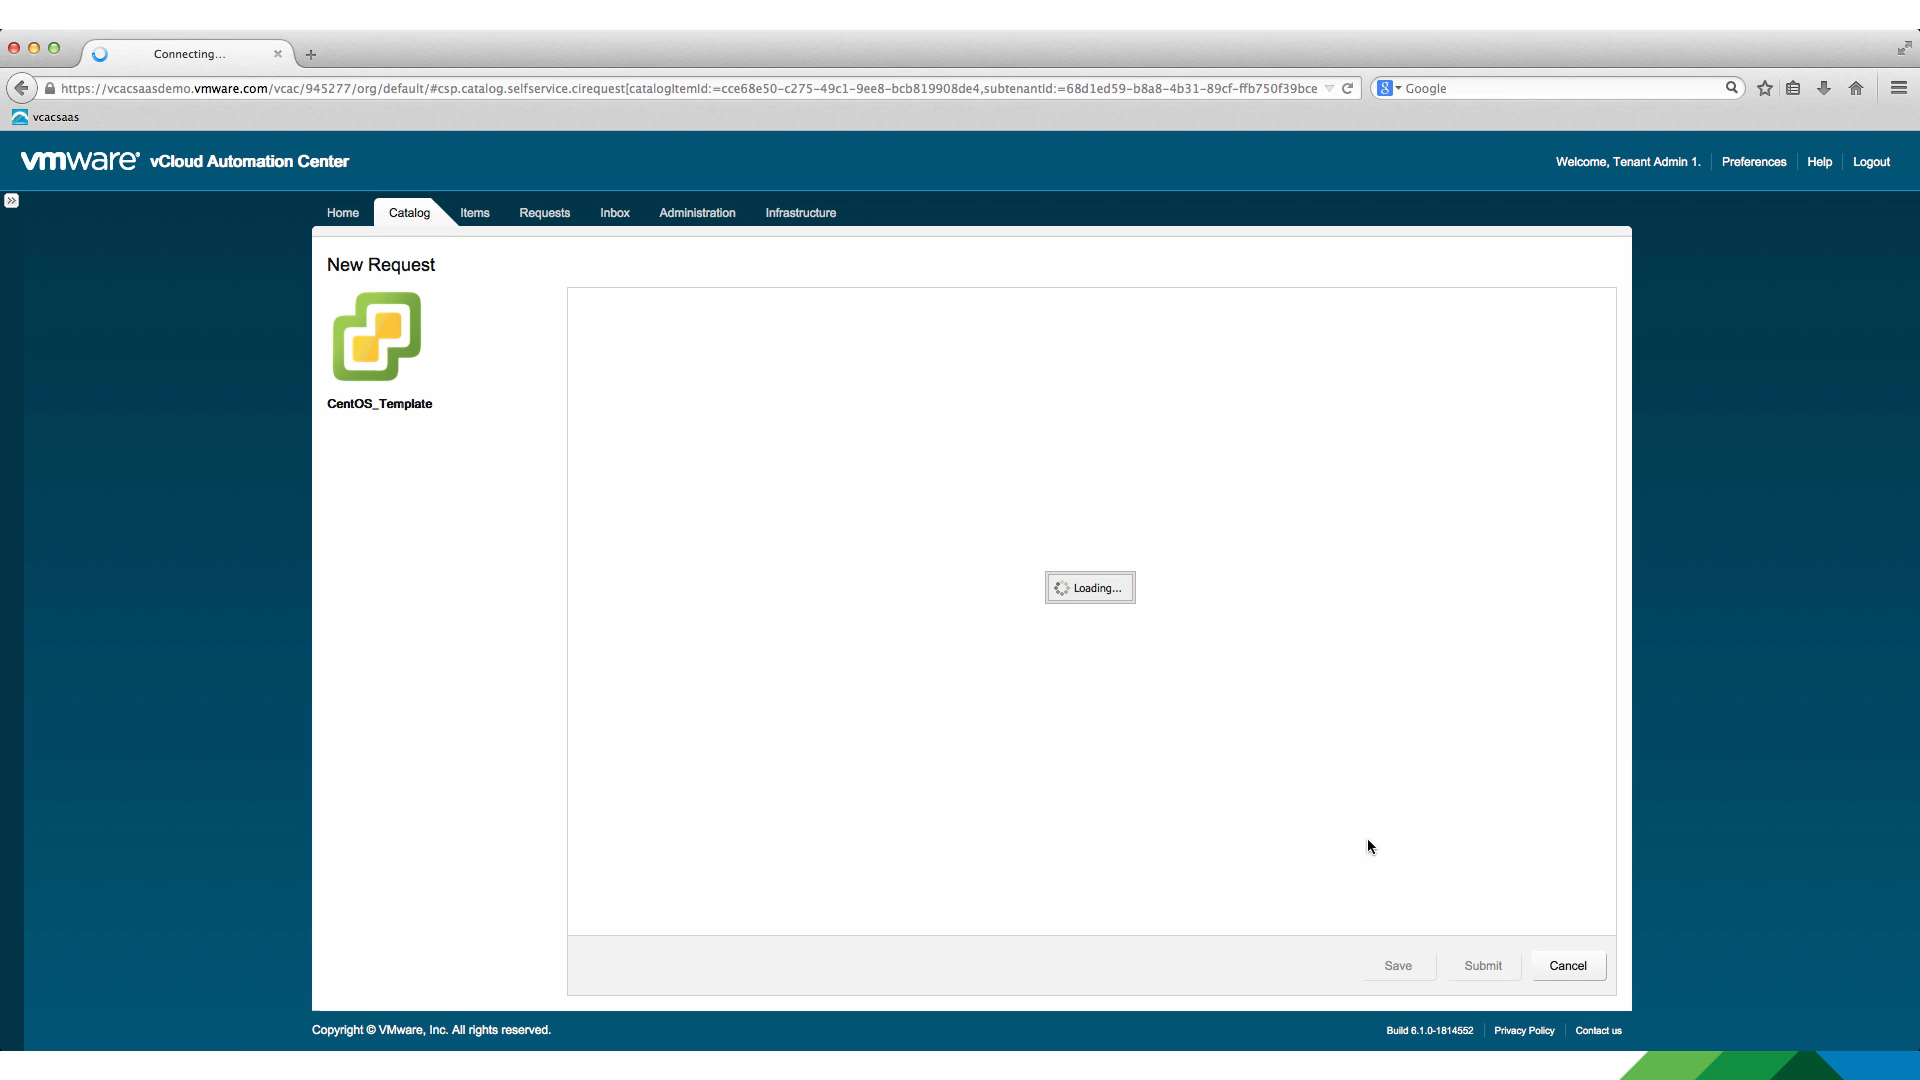 Connecting...
https://vcacsaasdemo.vmware.com/vcac/945277/org/default/#csp.catalog.selfservice.cirequest[catalogItemId:=cce68e50-c275-49c1-9ee8-bcb819908de4,subtenantId:=68d1ed59-b8a8-4b31-89cf-ffb750f39bce
Google
vcacsaas
vmware® vCloud Automation Center
Welcome, Tenant Admin 1. Preferences Help Logout
Home Catalog Items Requests Inbox Administration Infrastructure
New Request
CentOS_Template
Loading...
Save Submit Cancel
Copyright © VMware, Inc. All rights reserved.
Build 6.1.0-1814552 Privacy Policy Contact us